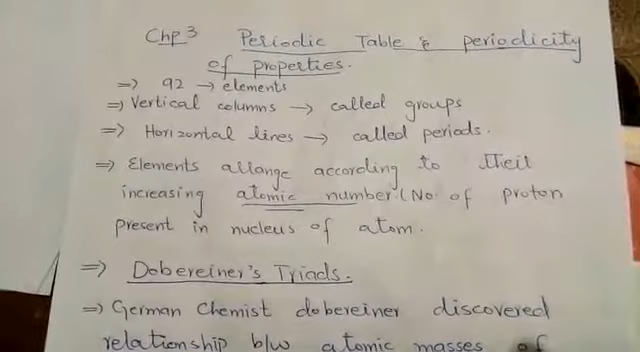 Chp 3 Periodic Table & periodicity
of properties.
⇒ 92 → elements
⇒ Vertical columns → called groups
⇒ Horizontal lines → called periods.
⇒ Elements allange according to their
increasing atomic number. (No. of proton
present in nucleus of atom.
⇒ Dobereiner's Triads.
⇒ German Chemist dobereiner discovered
relationship b/w atomic masses of